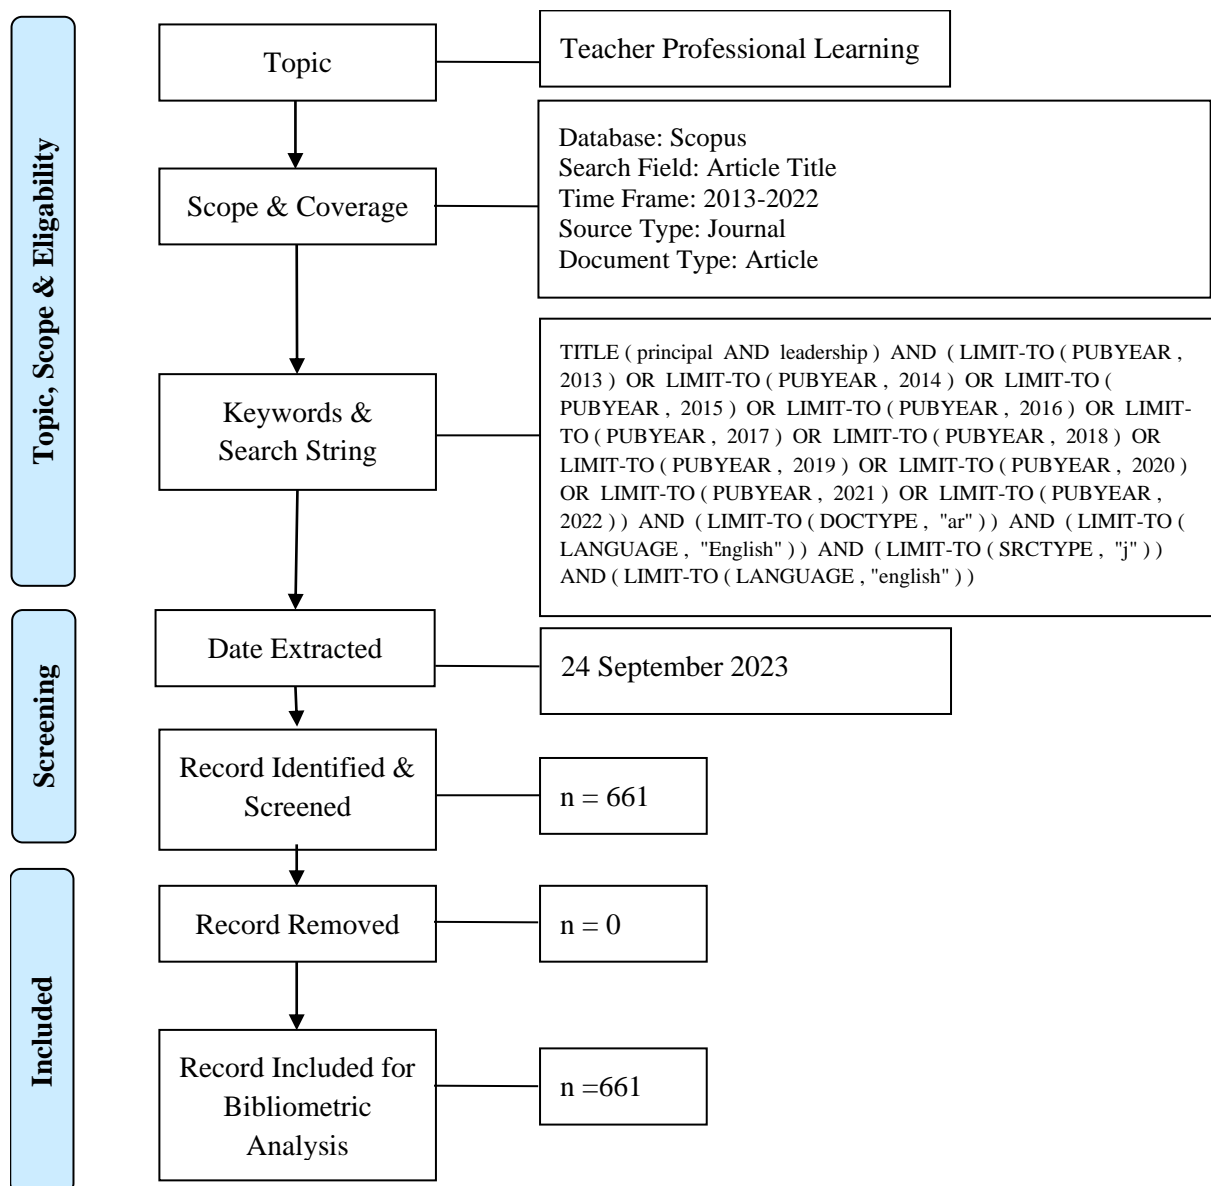 Topic, Scope & Eligability
Topic
Teacher Professional Learning
Scope & Coverage
Database: Scopus
Search Field: Article Title
Time Frame: 2013-2022
Source Type: Journal
Document Type: Article
Keywords &
Search String
TITLE ( principal AND leadership ) AND ( LIMIT-TO ( PUBYEAR ,
2013 ) OR LIMIT-TO ( PUBYEAR , 2014 ) OR LIMIT-TO (
PUBYEAR , 2015 ) OR LIMIT-TO ( PUBYEAR , 2016 ) OR LIMIT-
TO ( PUBYEAR , 2017 ) OR LIMIT-TO ( PUBYEAR , 2018 ) OR
LIMIT-TO ( PUBYEAR , 2019 ) OR LIMIT-TO ( PUBYEAR , 2020 )
OR LIMIT-TO ( PUBYEAR , 2021 ) OR LIMIT-TO ( PUBYEAR ,
2022 ) ) AND ( LIMIT-TO ( DOCTYPE , "ar" ) ) AND ( LIMIT-TO (
LANGUAGE , "English" ) ) AND ( LIMIT-TO ( SRCTYPE , "j" ) )
AND ( LIMIT-TO ( LANGUAGE , "english" ) )
Screening
Date Extracted
24 September 2023
Record Identified &
Screened
n = 661
Included
Record Removed
n = 0
Record Included for
Bibliometric
Analysis
n =661